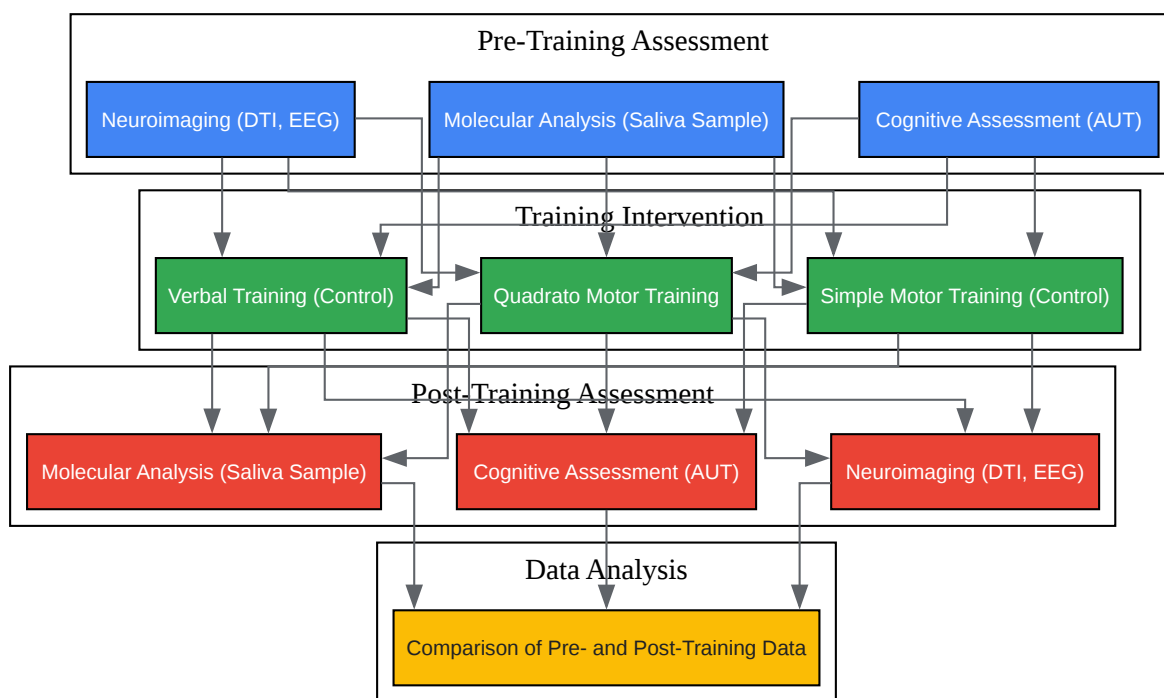 Pre-Training Assessment
Neuroimaging (DTI, EEG)
Molecular Analysis (Saliva Sample)
Cognitive Assessment (AUT)
Training Intervention
Verbal Training (Control)
Quadrato Motor Training
Simple Motor Training (Control)
Post-Training Assessment
Molecular Analysis (Saliva Sample)
Cognitive Assessment (AUT)
Neuroimaging (DTI, EEG)
Data Analysis
Comparison of Pre- and Post-Training Data